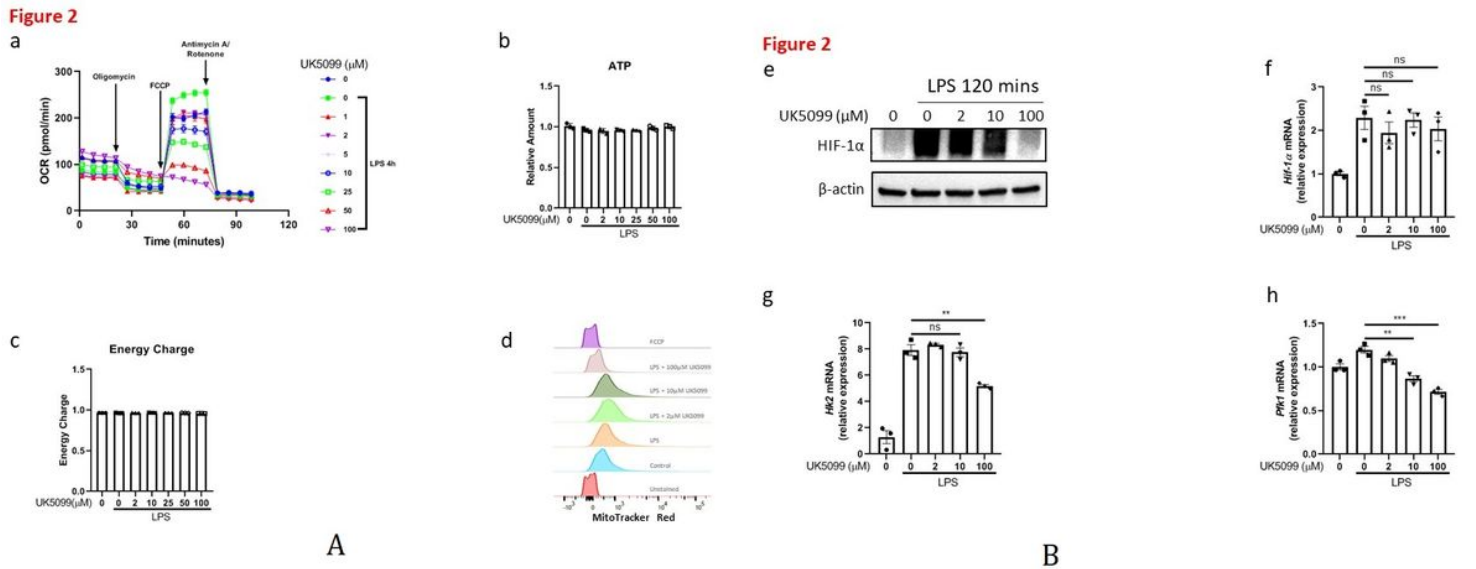 Figure 2
a
Oligomycin
FCCP
Antimycin A/
Rotenone
300
200
100
0
OCR (pmol/min)
0 30 60 90 120
Time (minutes)
UK5099 (μM)
0
0
1
2
5
10
25
50
100
LPS 4h
b
ATP
1.5
1.0
0.5
0.0
Relative Amount
UK5099(μM) 0 0 2 10 25 50 100
LPS
c
Energy Charge
1.5
1.0
0.5
0.0
Energy Charge
UK5099(μM) 0 0 2 10 25 50 100
LPS
d
FCCP
LPS + 100μM UK5099
LPS + 10μM UK5099
LPS + 2μM UK5099
LPS
Control
Unstained
-10³ 0 10³ 10⁴ 10⁵
MitoTracker Red
A
Figure 2
e
LPS 120 mins
UK5099 (μM) 0 0 2 10 100
HIF-1α
β-actin
f
ns
ns
ns
3
2
1
0
Hif-1α mRNA
(relative expression)
UK5099 (μM) 0 0 2 10 100
LPS
g
**
ns
10
8
6
4
2
0
Hk2 mRNA
(relative expression)
UK5099 (μM) 0 0 2 10 100
LPS
h
***
**
1.5
1.0
0.5
0.0
Pfk1 mRNA
(relative expression)
UK5099 (μM) 0 0 2 10 100
LPS
B